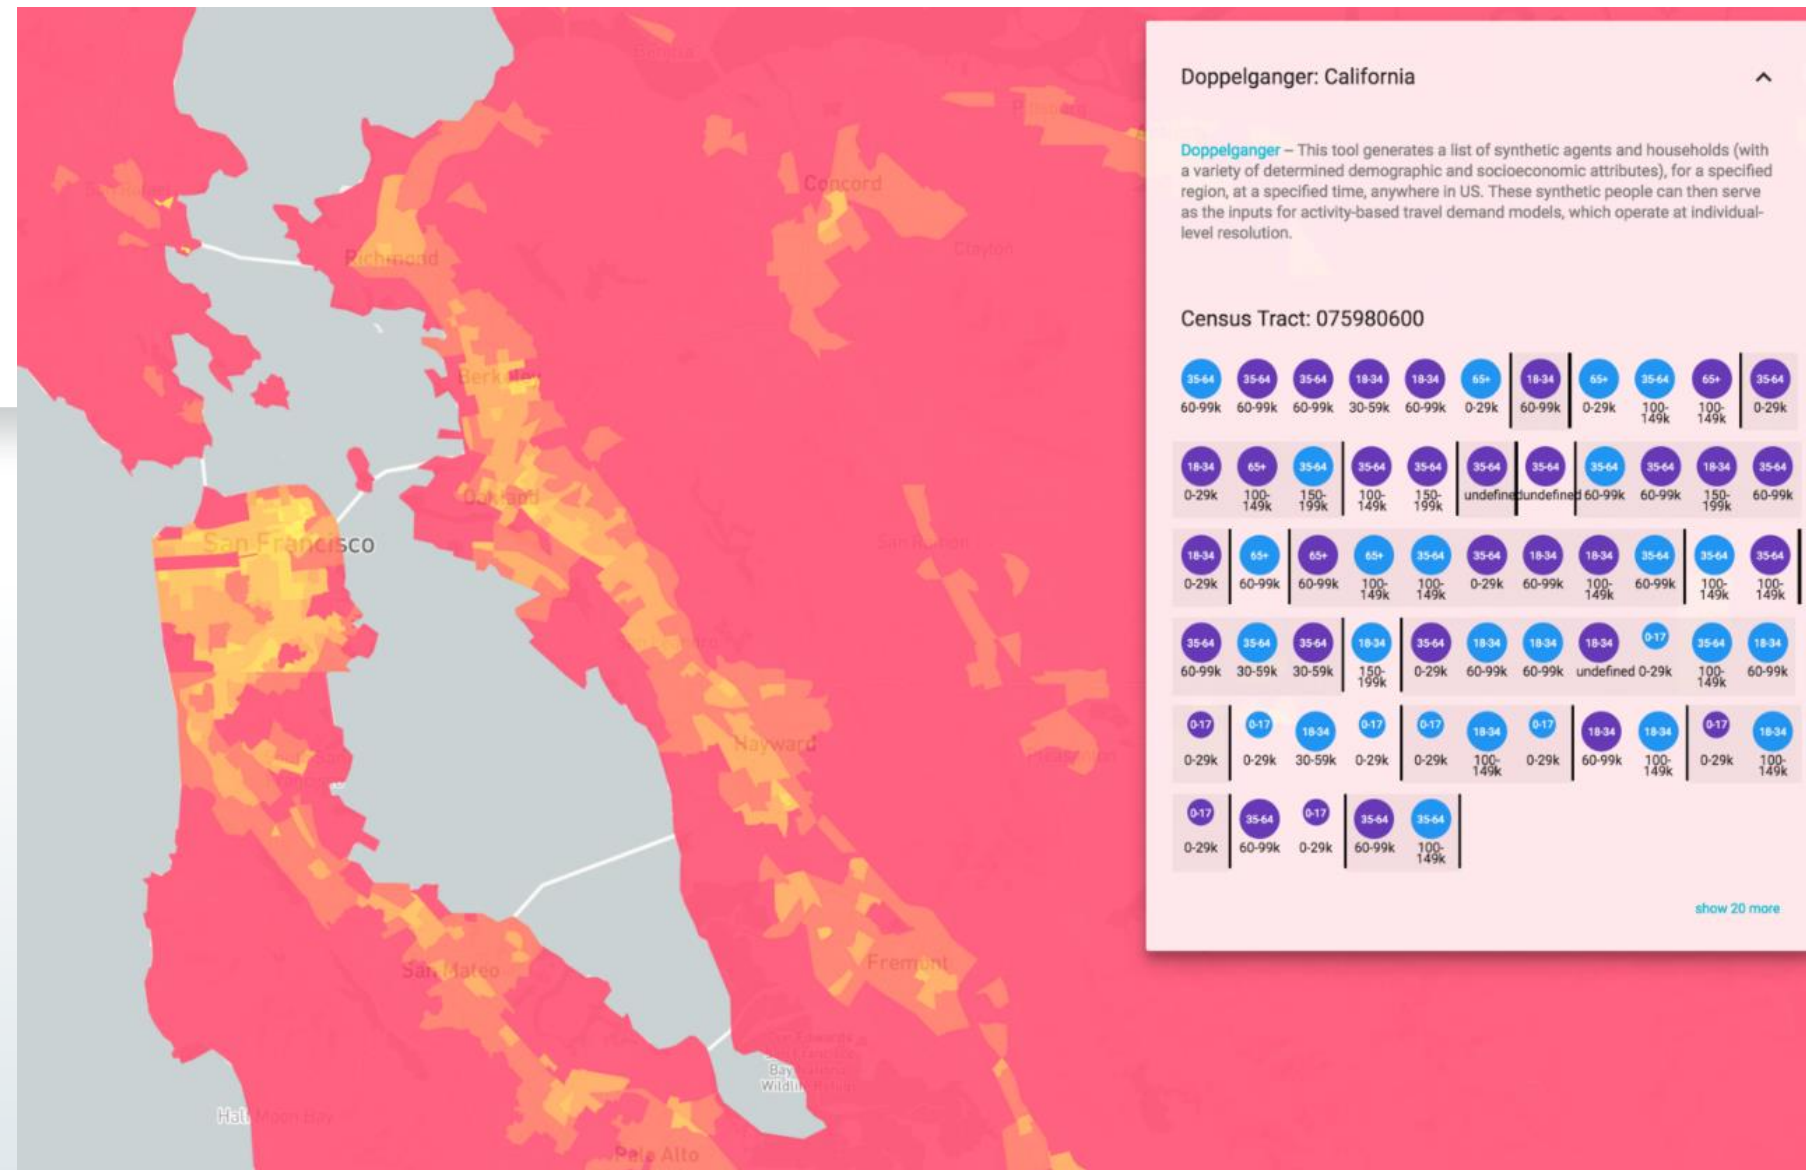 Doppelganger: California
Doppelganger – This tool generates a list of synthetic agents and households (with
a variety of determined demographic and socioeconomic attributes), for a specified
region, at a specified time, anywhere in US. These synthetic people can then serve
as the inputs for activity-based travel demand models, which operate at individual-
level resolution.
Census Tract: 075980600
35-64 35-64 35-64 18-34 18-34 65+ 18-34 65+ 35-64 65+ 35-64
60-99k 60-99k 60-99k 30-59k 60-99k 0-29k 60-99k 0-29k 100-149k 100-149k 0-29k
18-34 65+ 35-64 35-64 35-64 35-64 35-64 35-64 35-64 18-34 35-64
0-29k 100-149k 150-199k 100-149k 150-199k undefined undefined 60-99k 60-99k 150-199k 60-99k
18-34 65+ 65+ 65+ 35-64 35-64 18-34 18-34 35-64 35-64 35-64
0-29k 60-99k 60-99k 100-149k 100-149k 0-29k 60-99k 100-149k 60-99k 100-149k 100-149k
35-64 35-64 35-64 18-34 35-64 18-34 18-34 18-34 0-17 35-64 18-34
60-99k 30-59k 30-59k 150-199k 0-29k 60-99k 60-99k undefined 0-29k 100-149k 60-99k
0-17 0-17 18-34 0-17 0-17 18-34 0-17 18-34 18-34 0-17 18-34
0-29k 0-29k 30-59k 0-29k 0-29k 100-149k 0-29k 60-99k 100-149k 0-29k 100-149k
0-17 35-64 0-17 35-64 35-64
0-29k 60-99k 0-29k 60-99k 100-149k
show 20 more
Concord
Clayton
Richmond
Berkeley
Oakland
San Francisco
San Ramon
Hayward
Fremont
San Mateo
Half Moon Bay
Palo Alto
Bay National
Wildlife Refuge